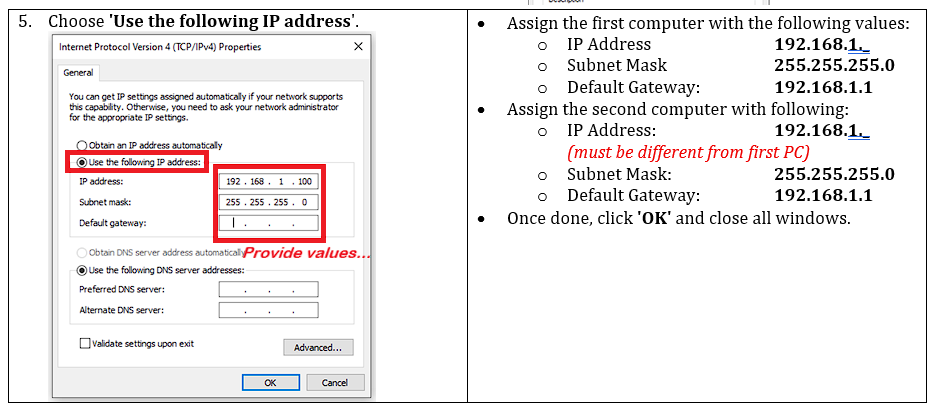 Description
5. Choose 'Use the following IP address'.
Internet Protocol Version 4 (TCP/IPv4) Properties
General
You can get IP settings assigned automatically if your network supports
this capability. Otherwise, you need to ask your network administrator
for the appropriate IP settings.
Obtain an IP address automatically
Use the following IP address:
IP address: 192 . 168 . 1 . 100
Subnet mask: 255 . 255 . 255 . 0
Default gateway: . . .
Obtain DNS server address automatically
Provide values...
Use the following DNS server addresses:
Preferred DNS server: . . .
Alternate DNS server: . . .
Validate settings upon exit
Advanced...
OK Cancel
• Assign the first computer with the following values:
o IP Address 192.168.1._
o Subnet Mask 255.255.255.0
o Default Gateway: 192.168.1.1
• Assign the second computer with following:
o IP Address: 192.168.1._
(must be different from first PC)
o Subnet Mask: 255.255.255.0
o Default Gateway: 192.168.1.1
• Once done, click 'OK' and close all windows.